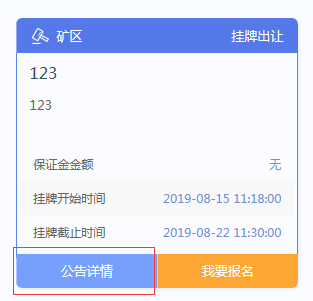 矿区 挂牌出让
123
123
保证金金额 无
挂牌开始时间 2019-08-15 11:18:00
挂牌截止时间 2019-08-22 11:30:00
公告详情 我要报名